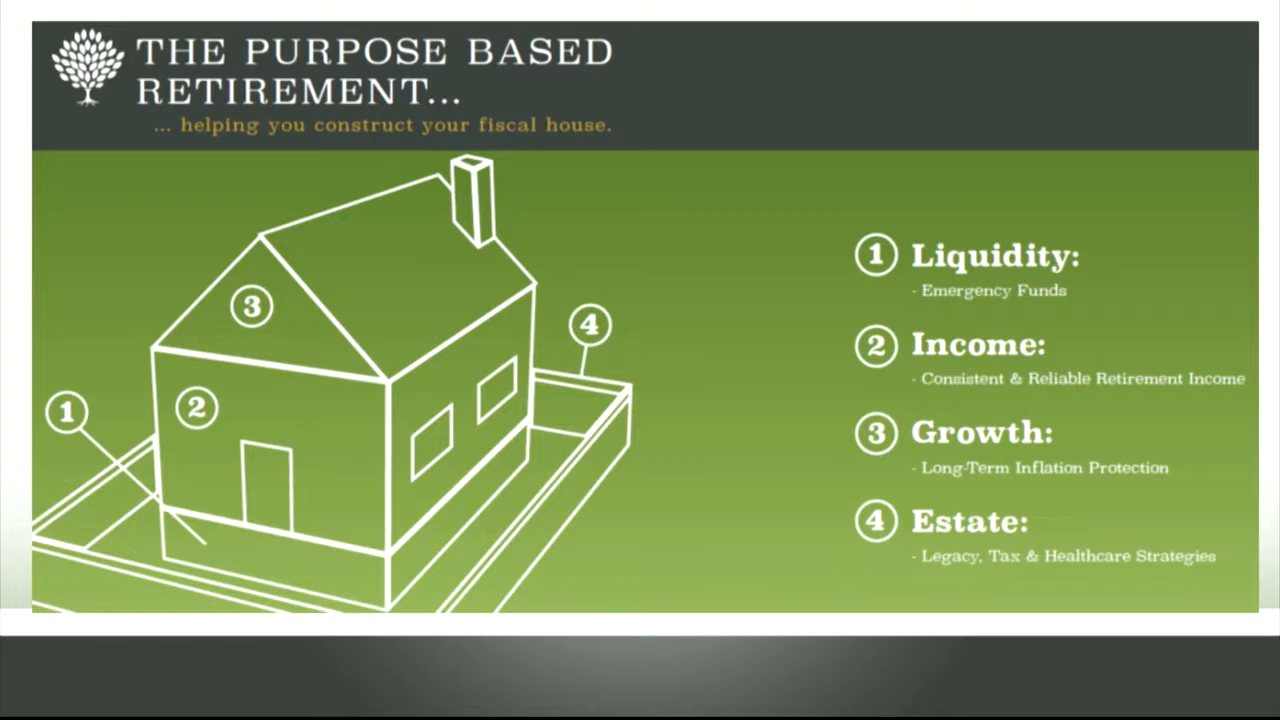 THE PURPOSE BASED
RETIREMENT...
... helping you construct your fiscal house.
3
4
1
2
1 Liquidity:
- Emergency Funds
2 Income:
- Consistent & Reliable Retirement Income
3 Growth:
- Long-Term Inflation Protection
4 Estate:
- Legacy, Tax & Healthcare Strategies